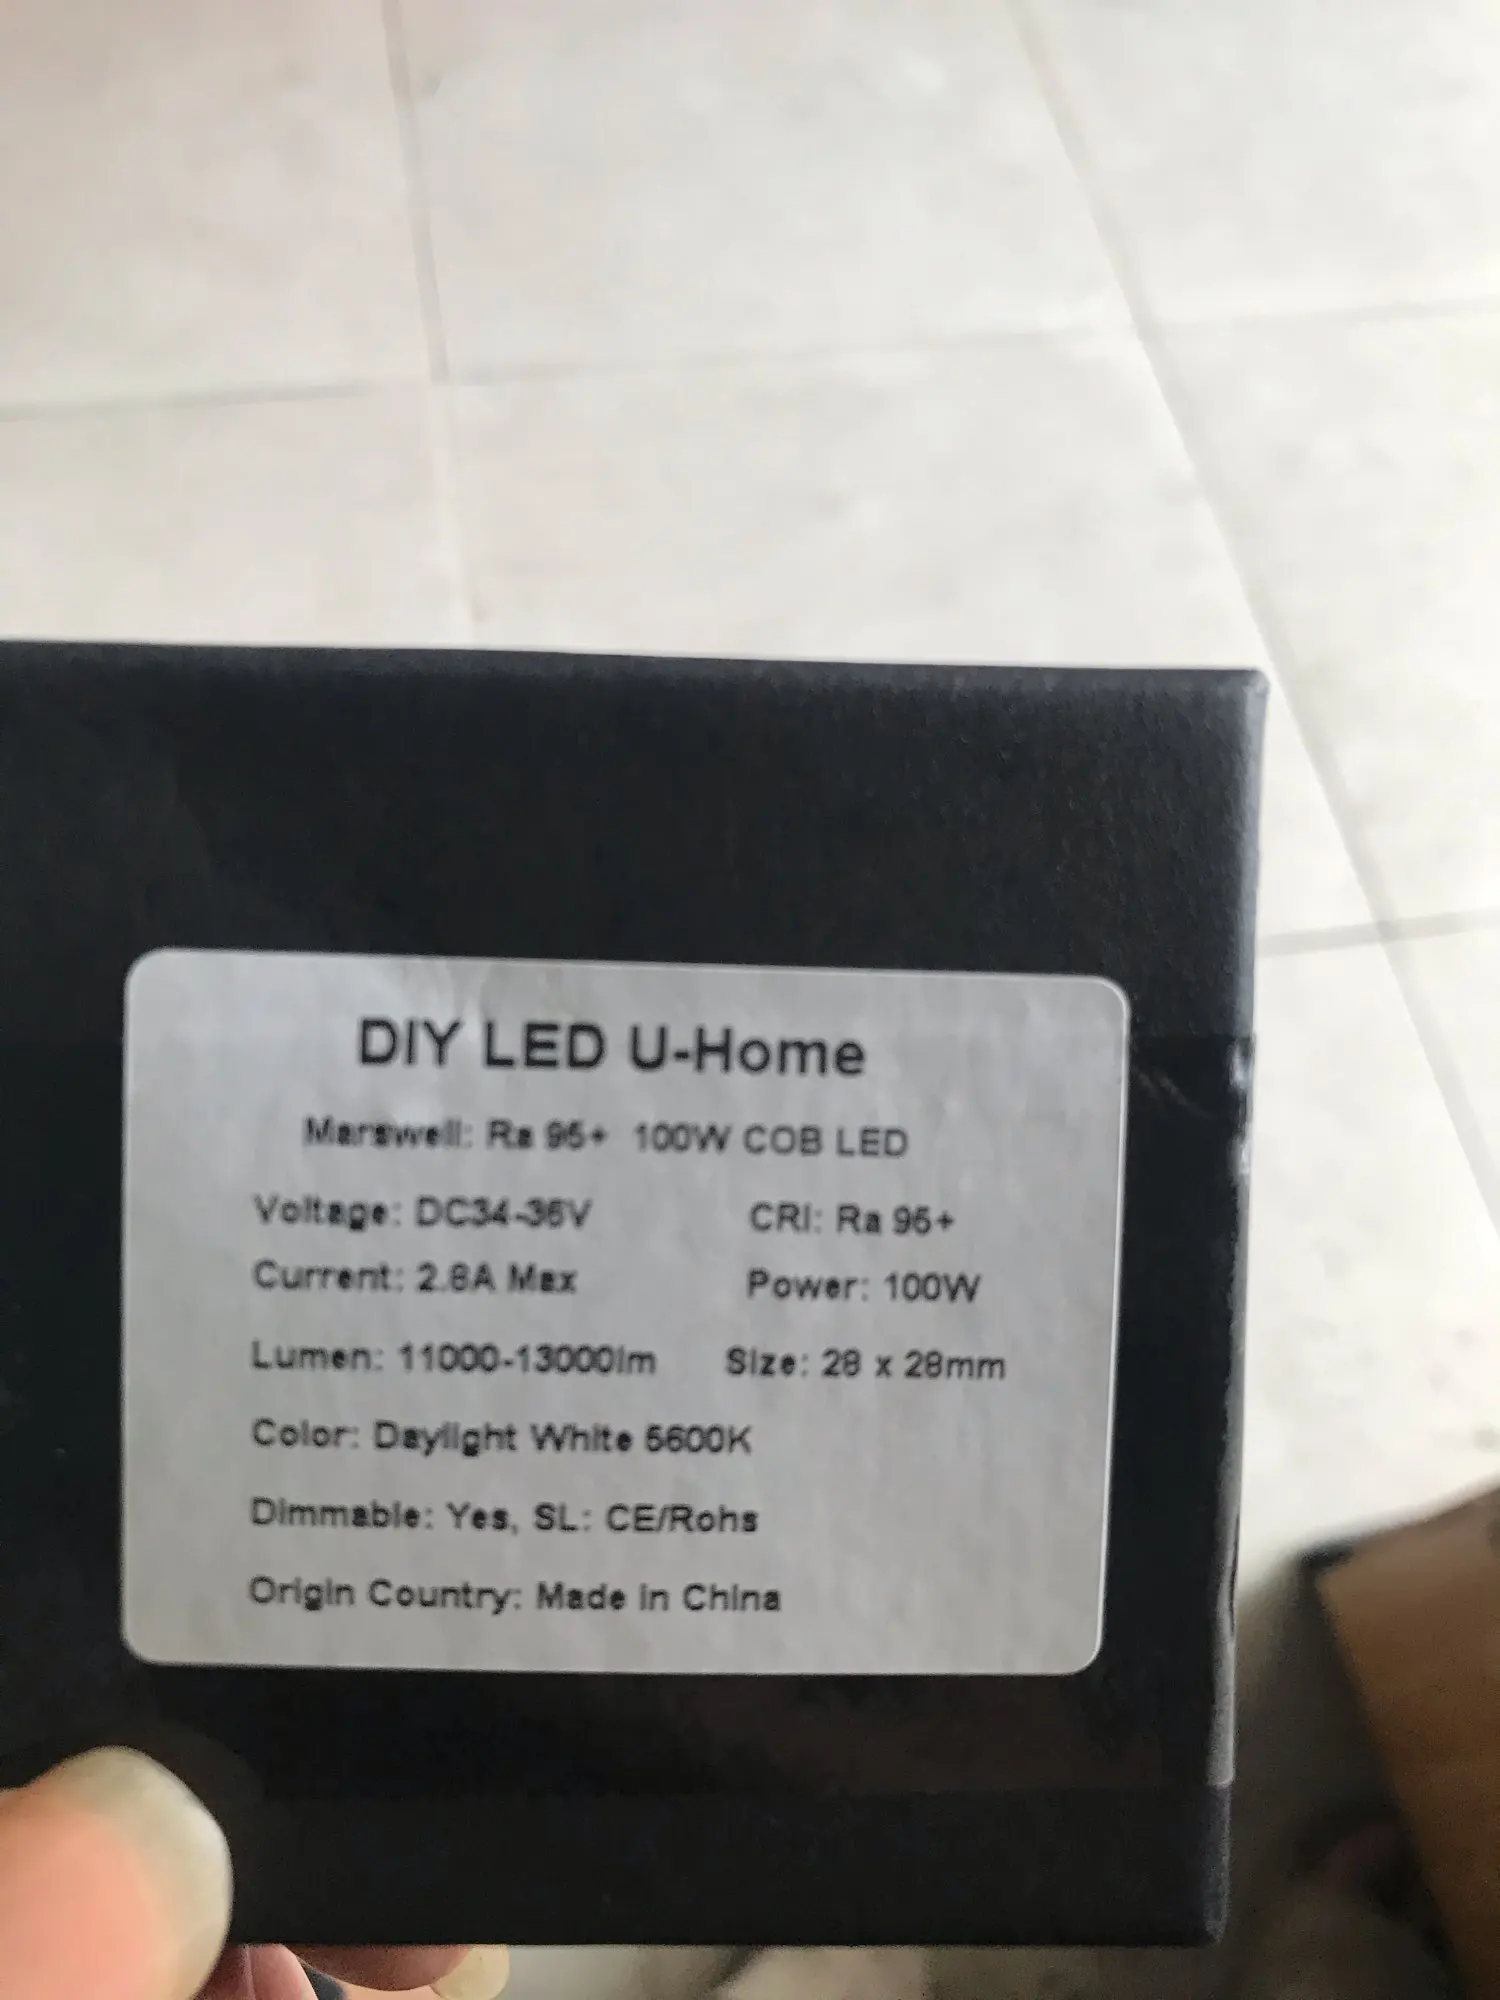 DIY LED U-Home
Marswell: Ra 95+ 100W COB LED
Voltage: DC34-36V CRI: Ra 95+
Current: 2.8A Max Power: 100W
Lumen: 11000-13000lm Size: 28 x 28mm
Color: Daylight White 5600K
Dimmable: Yes, SL: CE/Rohs
Origin Country: Made in China